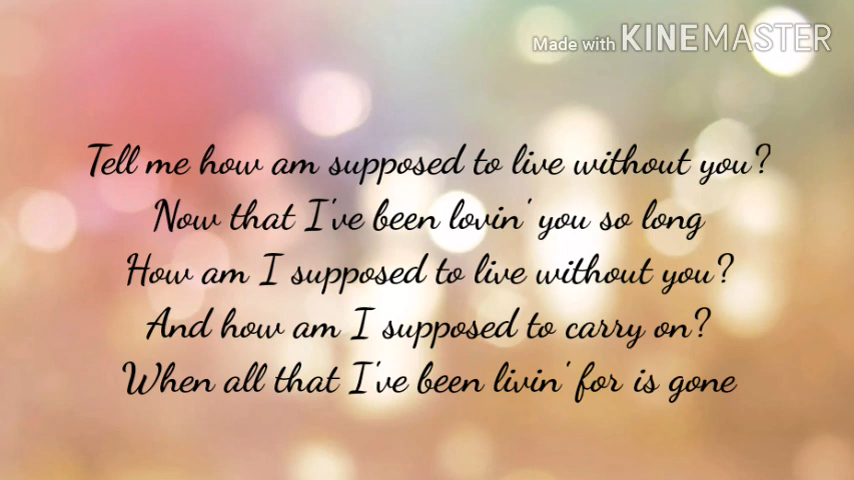 Made with KINEMASTER
Tell me how am supposed to live without you?
Now that I've been lovin' you so long
How am I supposed to live without you?
And how am I supposed to carry on?
When all that I've been livin' for is gone